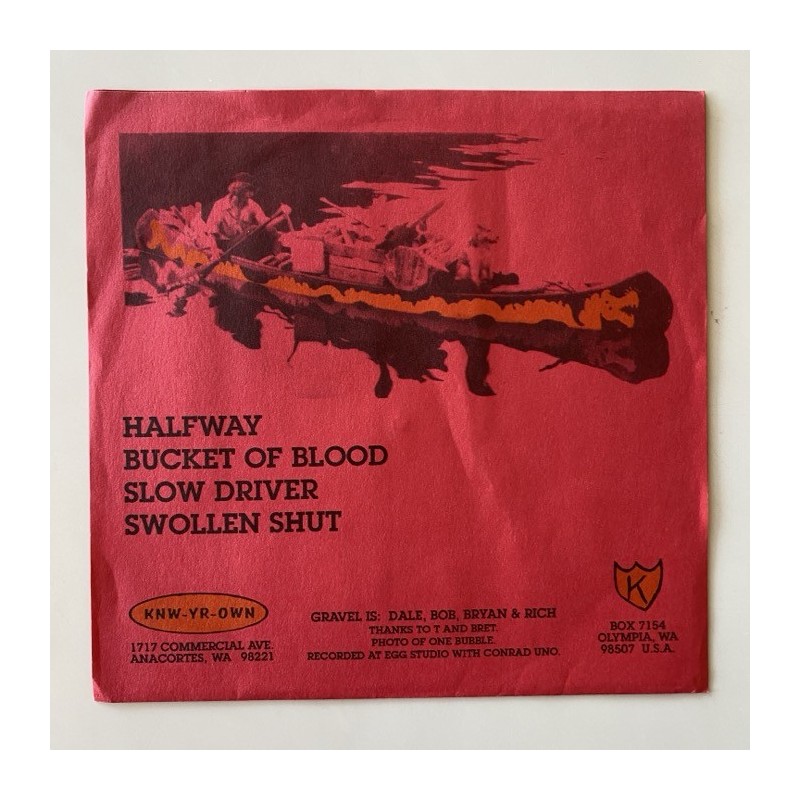 HALFWAY
BUCKET OF BLOOD
SLOW DRIVER
SWOLLEN SHUT
KNW-YR-OWN
1717 COMMERCIAL AVE.
ANACORTES, WA 98221
GRAVEL IS: DALE, BOB, BRYAN & RICH
THANKS TO T AND BRET.
PHOTO OF ONE BUBBLE.
RECORDED AT EGG STUDIO WITH CONRAD UNO.
K
BOX 7154
OLYMPIA, WA
98507 U.S.A.